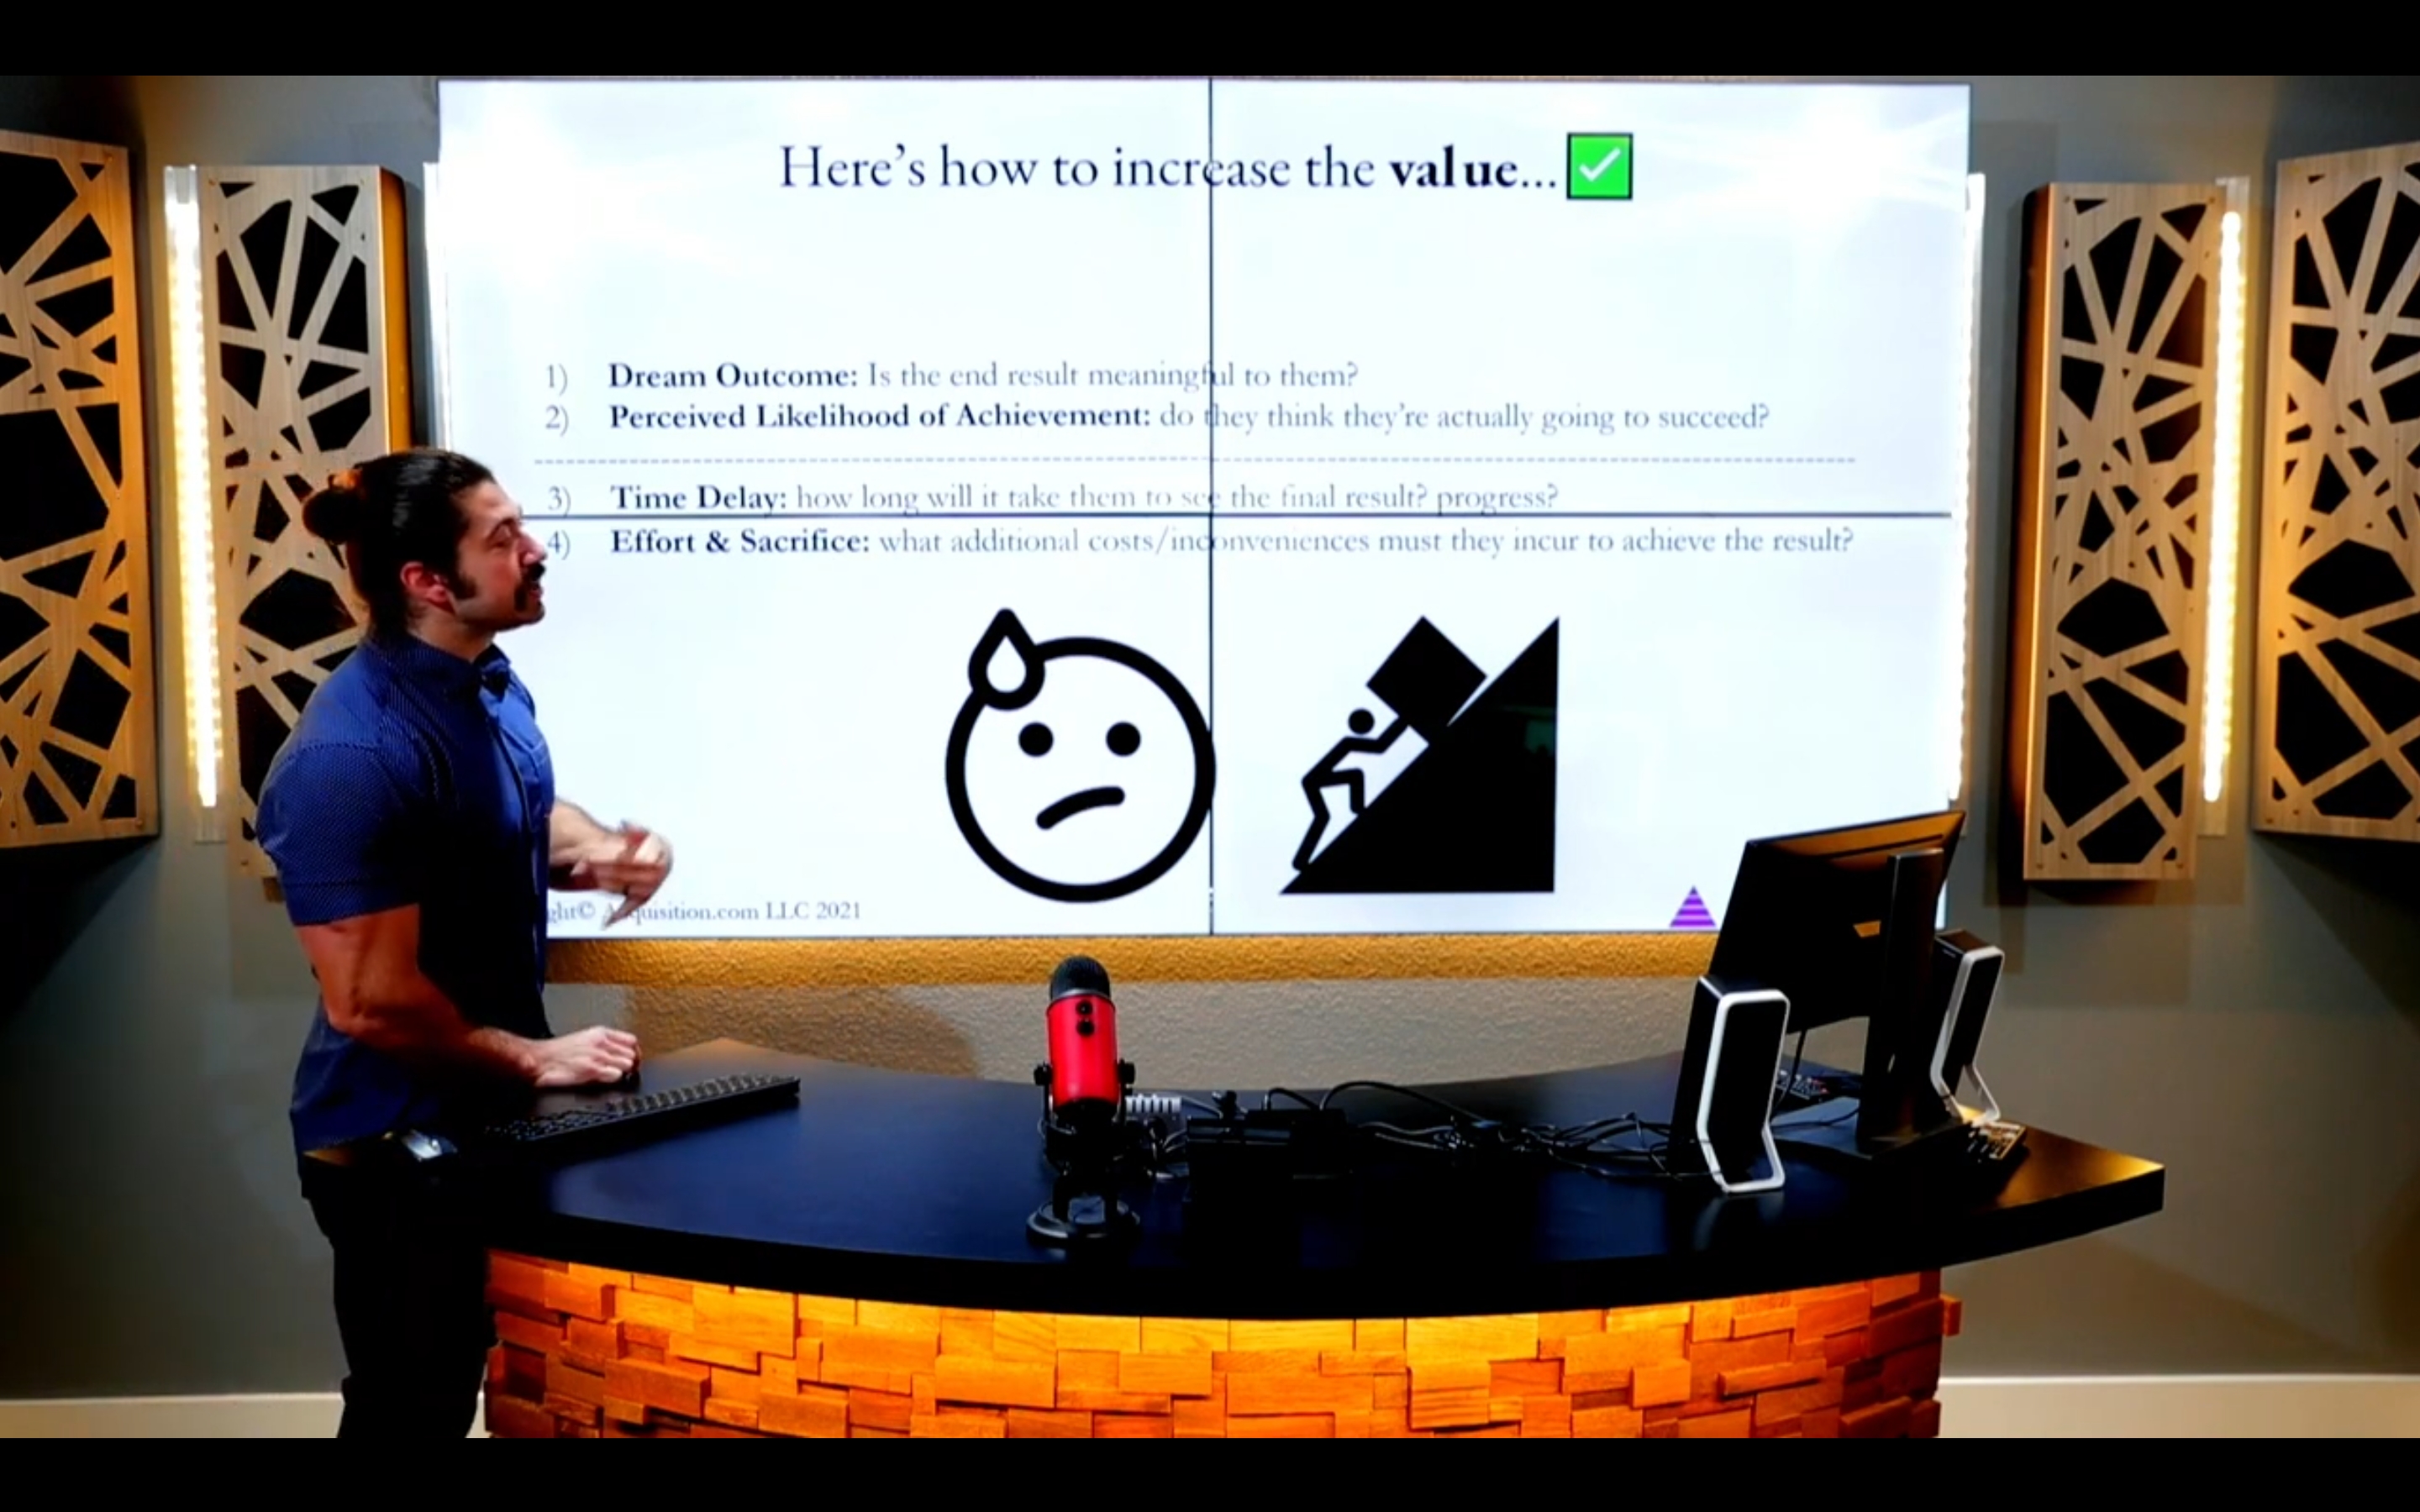 Here's how to increase the value...
1) Dream Outcome: Is the end result meaningful to them?
2) Perceived Likelihood of Achievement: do they think they're actually going to succeed?
3) Time Delay: how long will it take them to see the final result? progress?
4) Effort & Sacrifice: what additional costs/inconveniences must they incur to achieve the result?
ght© Acquisition.com LLC 2021